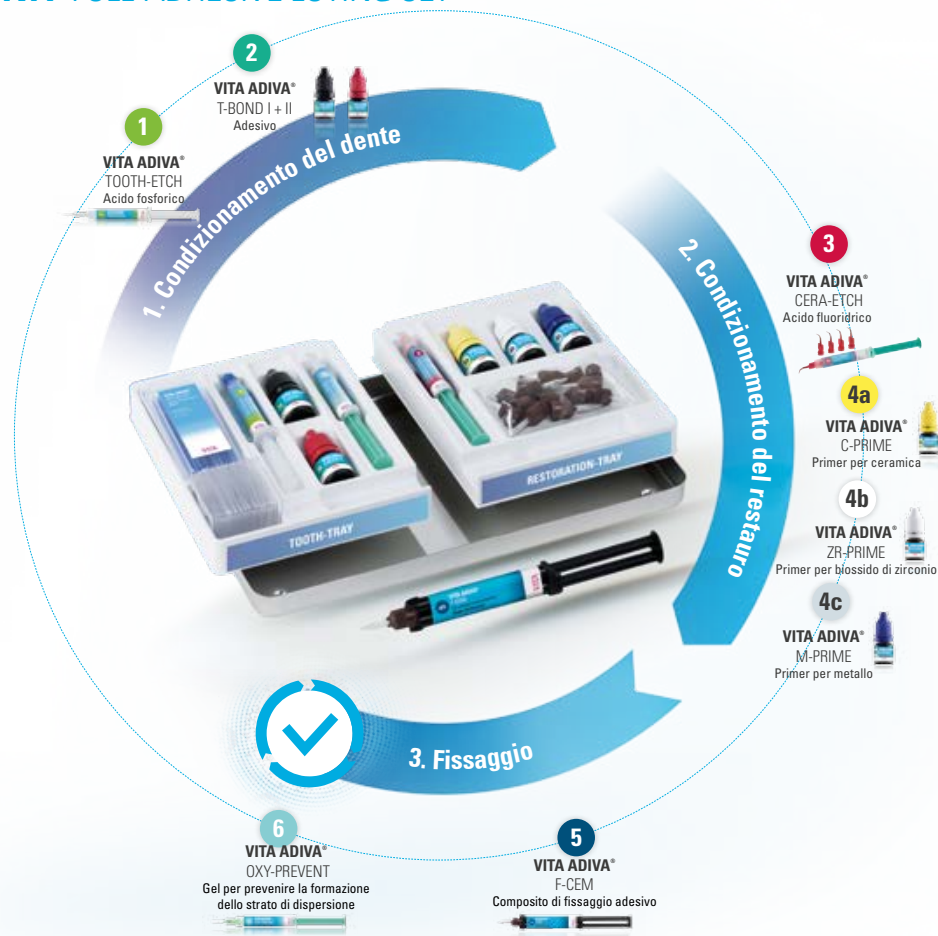 2
VITA ADIVA®
T-BOND I + II
Adesivo
1
VITA ADIVA®
TOOTH-ETCH
Acido fosforico
1. Condizionamento del dente
2. Condizionamento del restauro
3
VITA ADIVA®
CERA-ETCH
Acido fluoridrico
4a
VITA ADIVA®
C-PRIME
Primer per ceramica
4b
VITA ADIVA®
ZR-PRIME
Primer per biossido di zirconio
4c
VITA ADIVA®
M-PRIME
Primer per metallo
TOOTH-TRAY
RESTORATION-TRAY
3. Fissaggio
6
VITA ADIVA®
OXY-PREVENT
Gel per prevenire la formazione
dello strato di dispersione
5
VITA ADIVA®
F-CEM
Composito di fissaggio adesivo